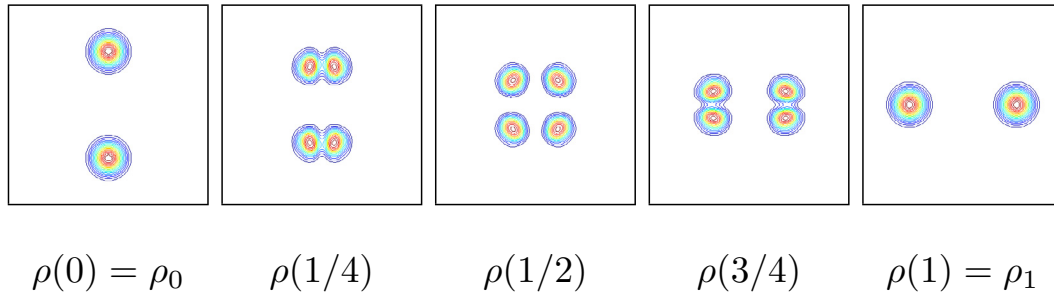 ρ(0) = ρ₀ ρ(1/4) ρ(1/2) ρ(3/4) ρ(1) = ρ₁